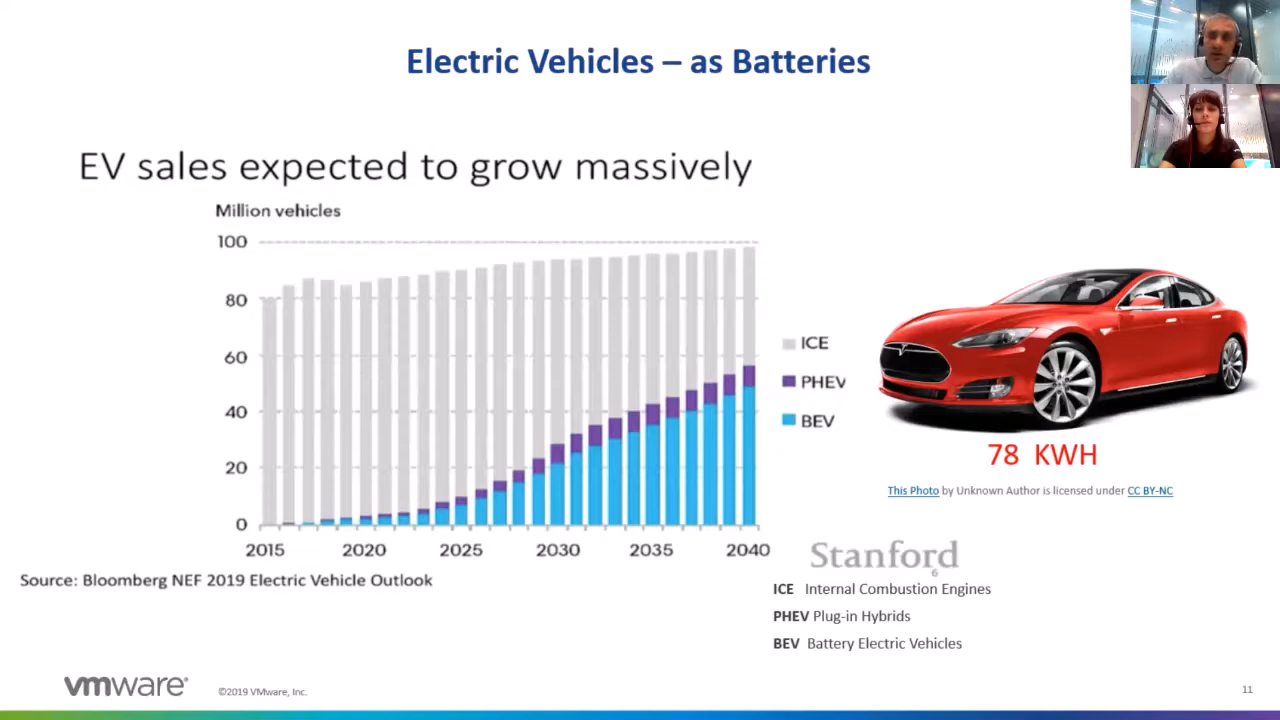 Electric Vehicles – as Batteries
EV sales expected to grow massively
Million vehicles
100
80
60
40
20
0
2015 2020 2025 2030 2035 2040
ICE
PHEV
BEV
Source: Bloomberg NEF 2019 Electric Vehicle Outlook
78 KWH
This Photo by Unknown Author is licensed under CC BY-NC
Stanford
6
ICE Internal Combustion Engines
PHEV Plug-in Hybrids
BEV Battery Electric Vehicles
vmware®
©2019 VMware, Inc.
11